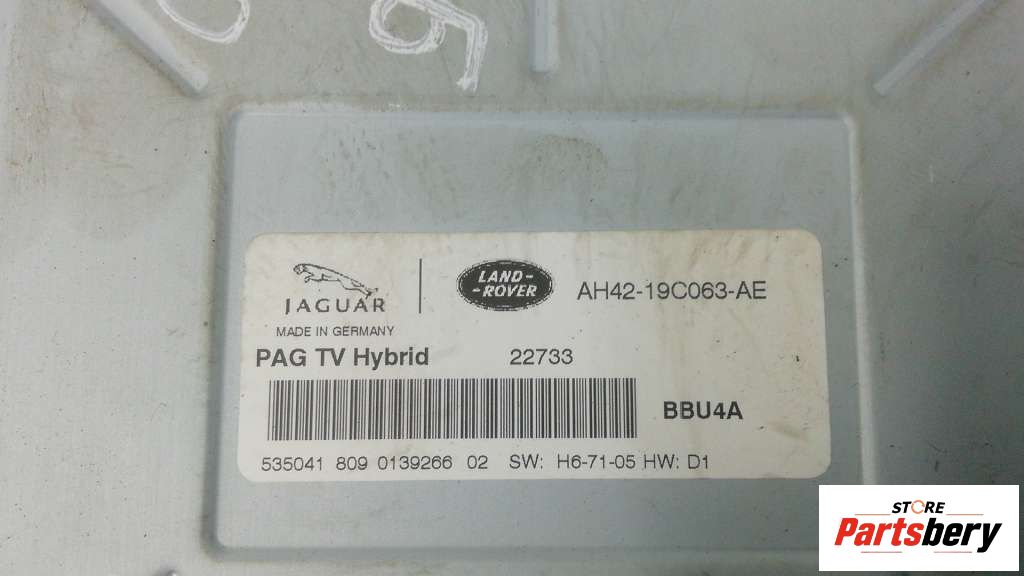 JAGUAR
LAND-
-ROVER
AH42-19C063-AE
MADE IN GERMANY
PAG TV Hybrid 22733
BBU4A
535041 809 0139266 02 SW: H6-71-05 HW: D1
STORE
Partsbery